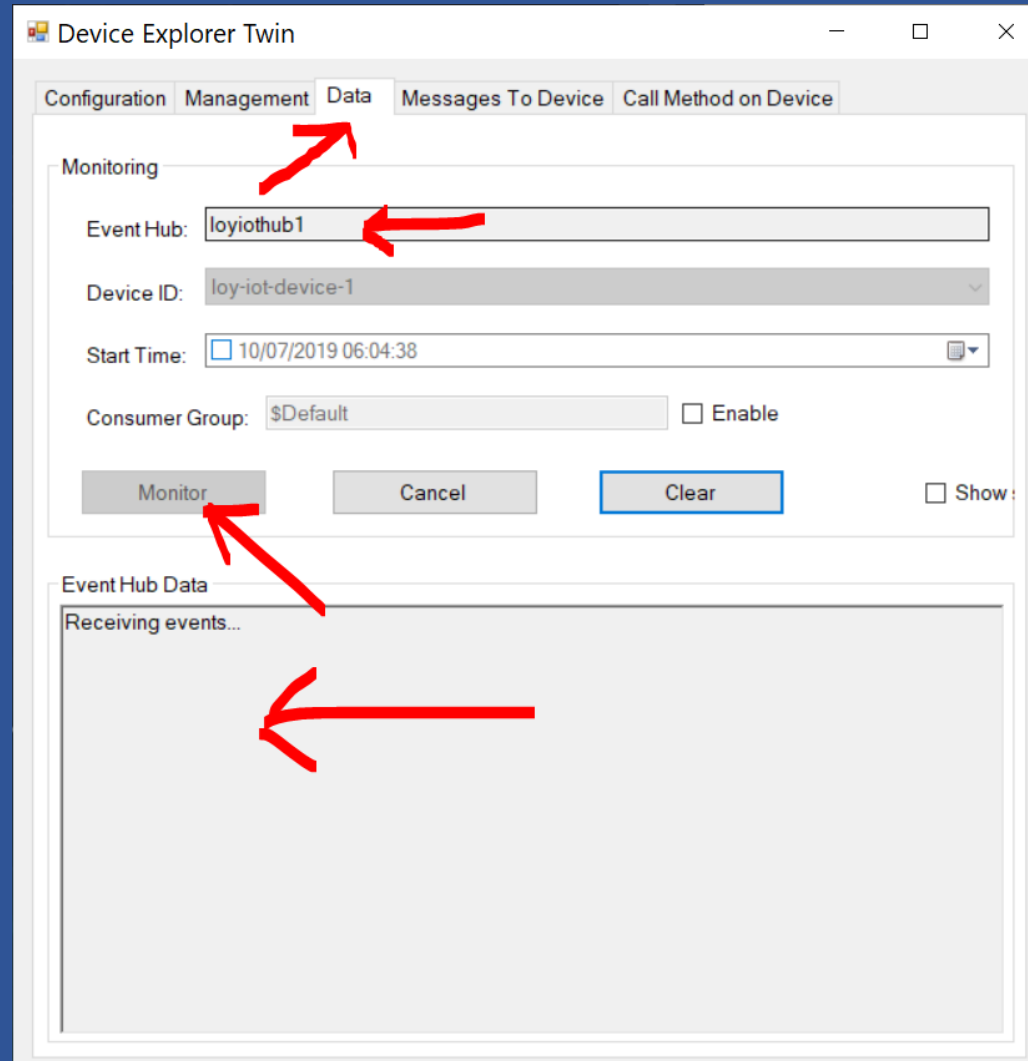 Device Explorer Twin
Configuration Management Data Messages To Device Call Method on Device
Monitoring
Event Hub: loyiothub1
Device ID: loy-iot-device-1
Start Time: 10/07/2019 06:04:38
Consumer Group: $Default Enable
Monitor Cancel Clear Show
Event Hub Data
Receiving events...